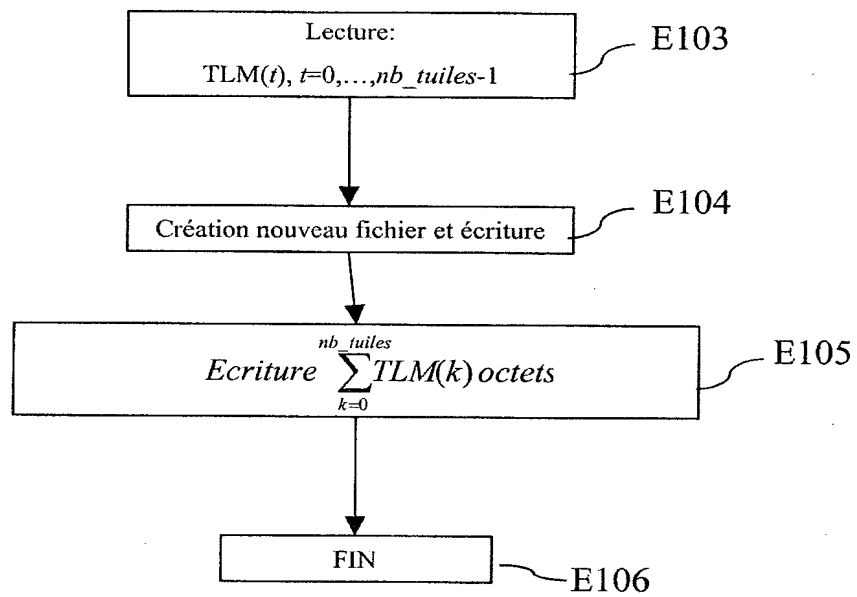 Lecture:
E103
TLM(t), t=0,...,nb_tuiles-1
E104
Création nouveau fichier et écriture
nb_tuiles
Ecriture ∑ TLM(k) octets
k=0
E105
FIN
E106